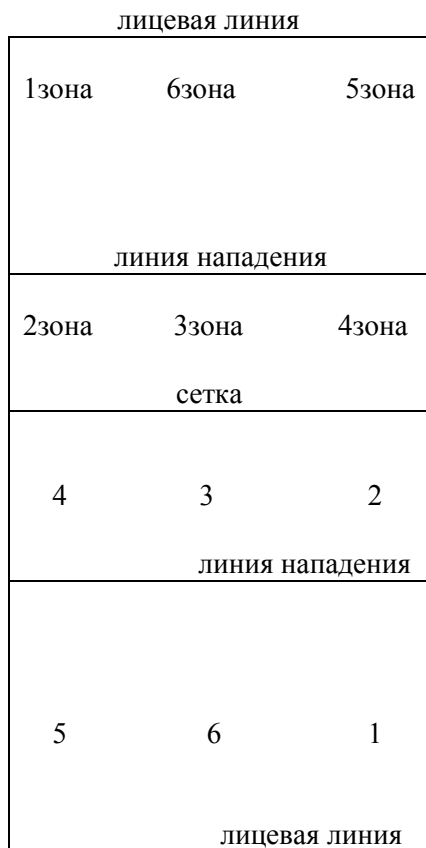 лицевая линия
1зона 6зона 5зона
линия нападения
2зона 3зона 4зона
сетка
4 3 2
линия нападения
5 6 1
лицевая линия